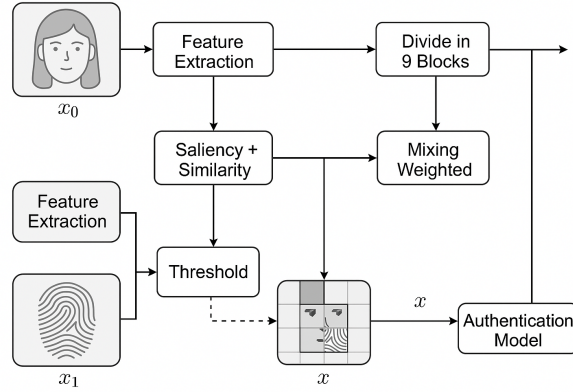 Feature
Extraction
Divide in
9 Blocks
x₀
Saliency +
Similarity
Mixing
Weighted
Feature
Extraction
Threshold
x
Authentication
Model
x₁
x